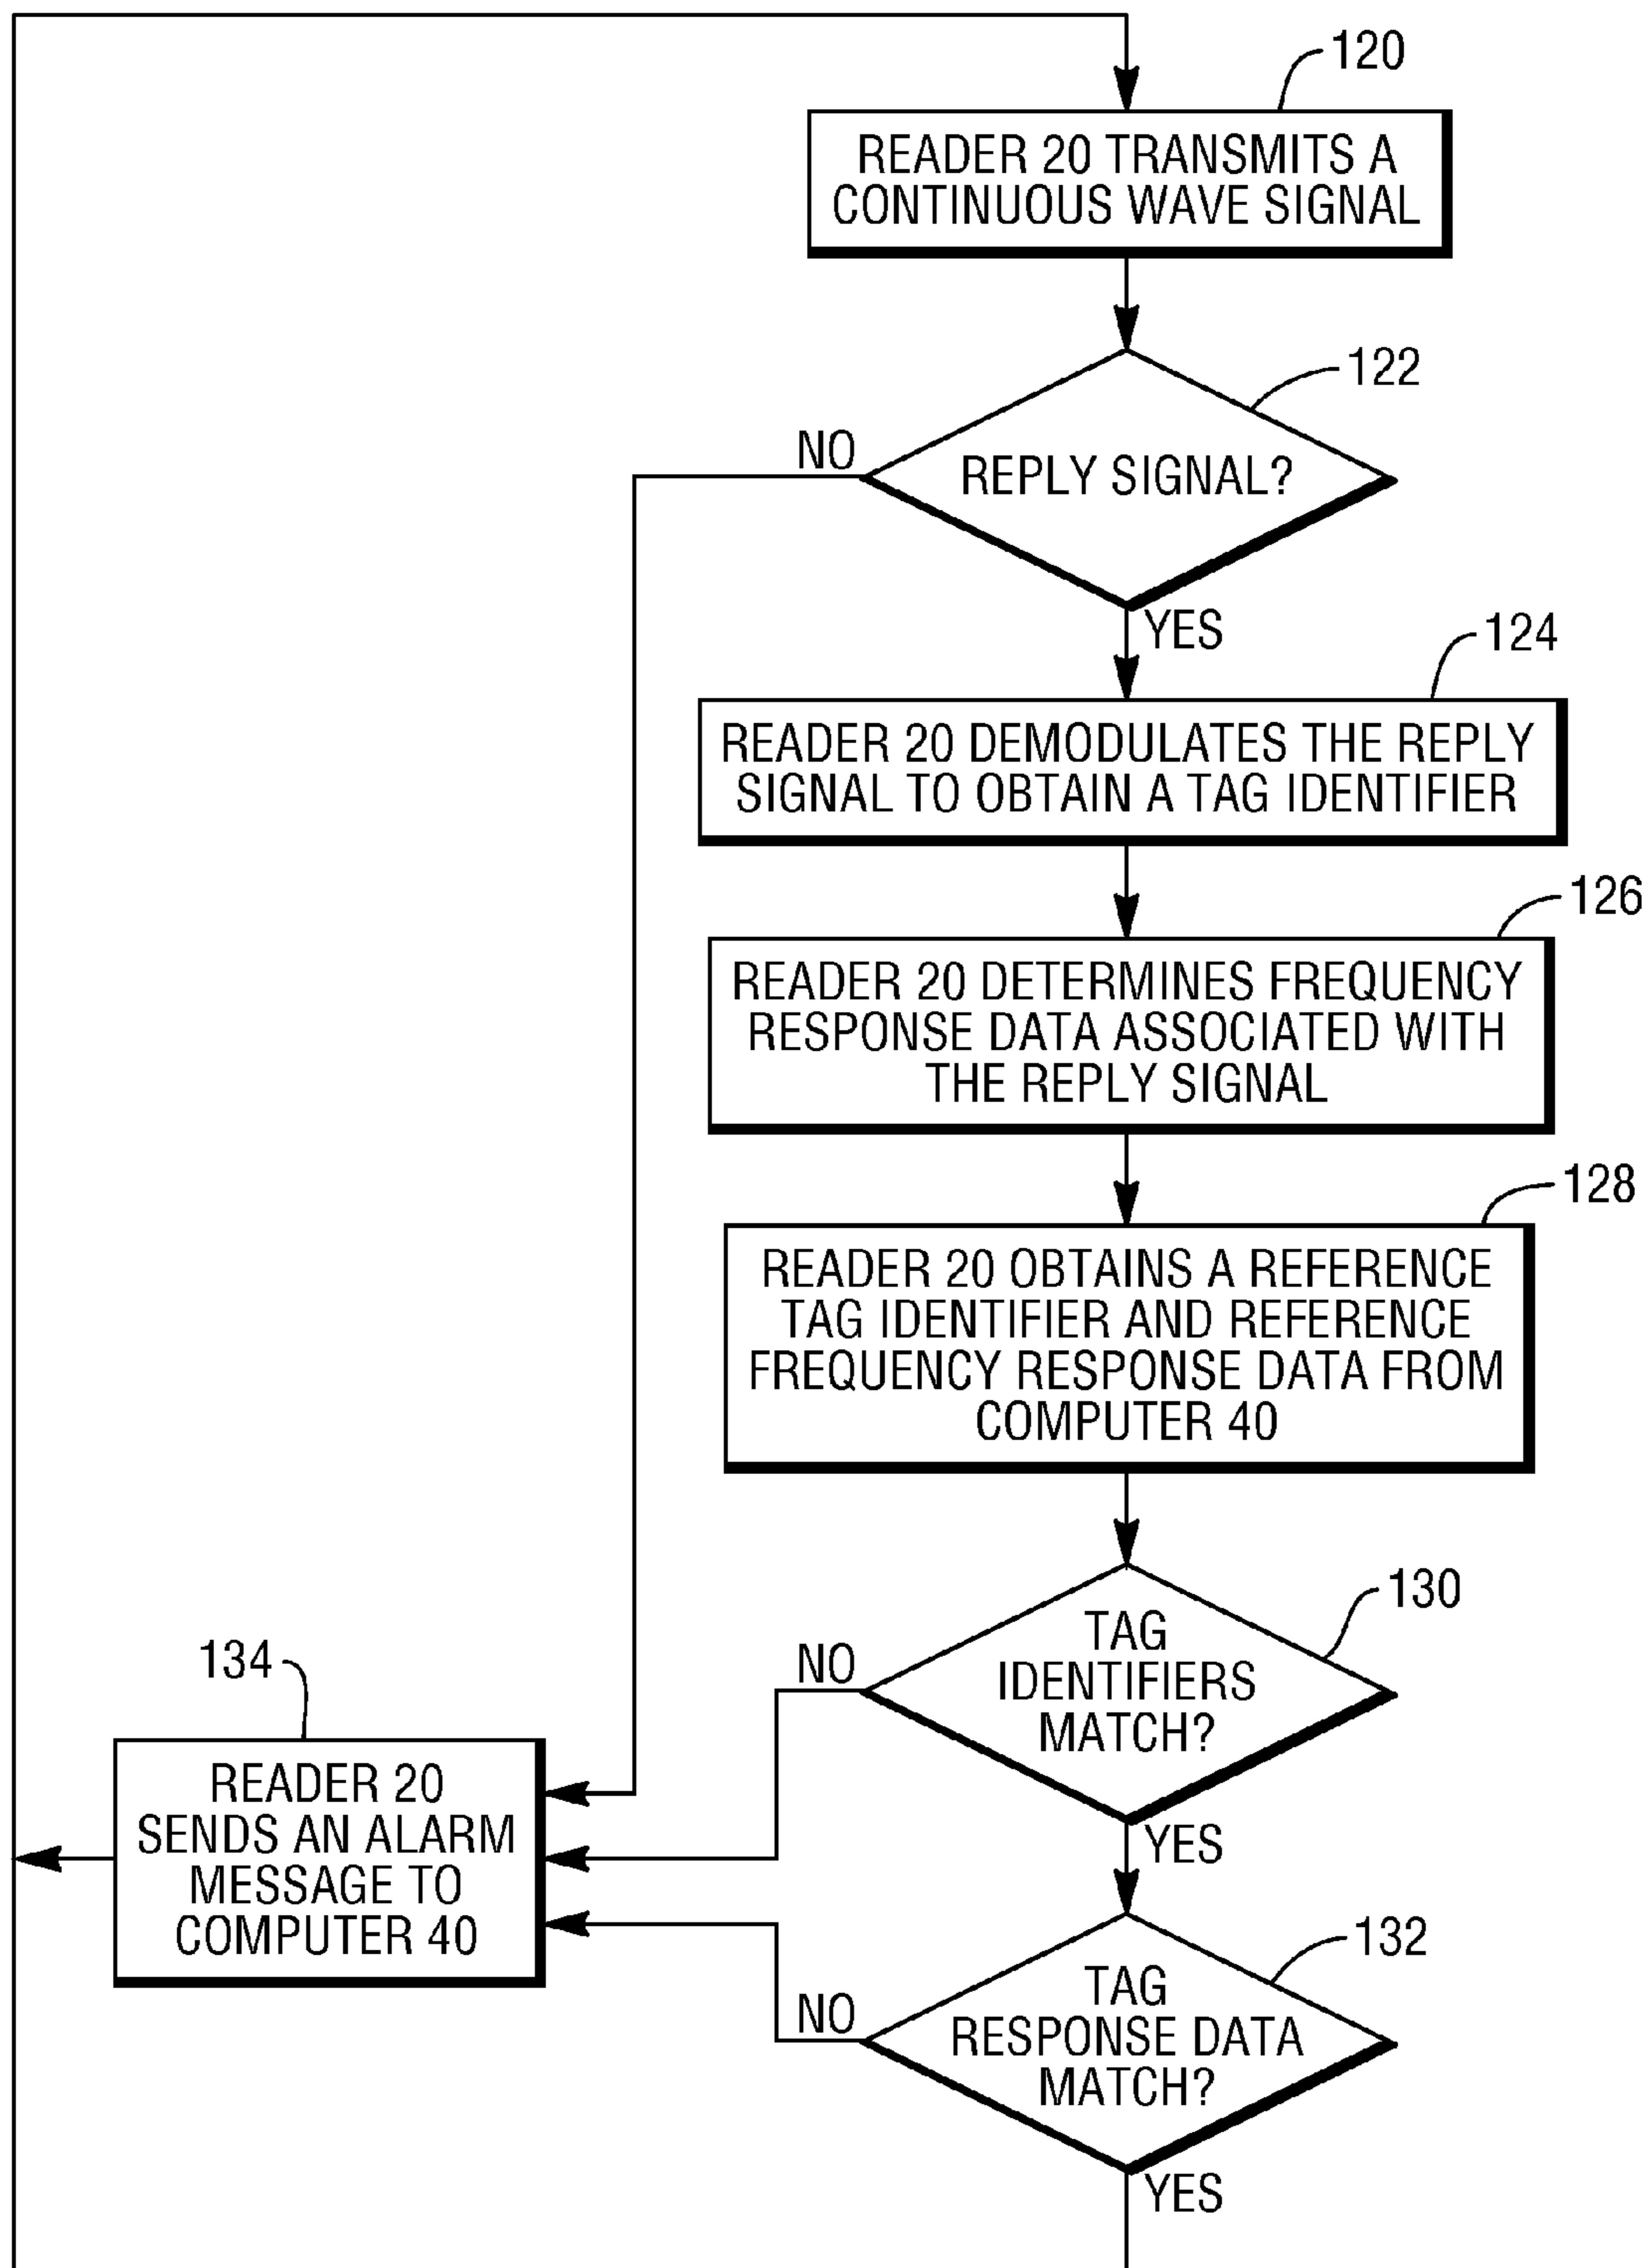 120
READER 20 TRANSMITS A
CONTINUOUS WAVE SIGNAL
122
NO
REPLY SIGNAL?
YES
124
READER 20 DEMODULATES THE REPLY
SIGNAL TO OBTAIN A TAG IDENTIFIER
126
READER 20 DETERMINES FREQUENCY
RESPONSE DATA ASSOCIATED WITH
THE REPLY SIGNAL
128
READER 20 OBTAINS A REFERENCE
TAG IDENTIFIER AND REFERENCE
FREQUENCY RESPONSE DATA FROM
COMPUTER 40
130
NO
TAG
IDENTIFIERS
MATCH?
YES
134
READER 20
SENDS AN ALARM
MESSAGE TO
COMPUTER 40
132
NO
TAG
RESPONSE DATA
MATCH?
YES